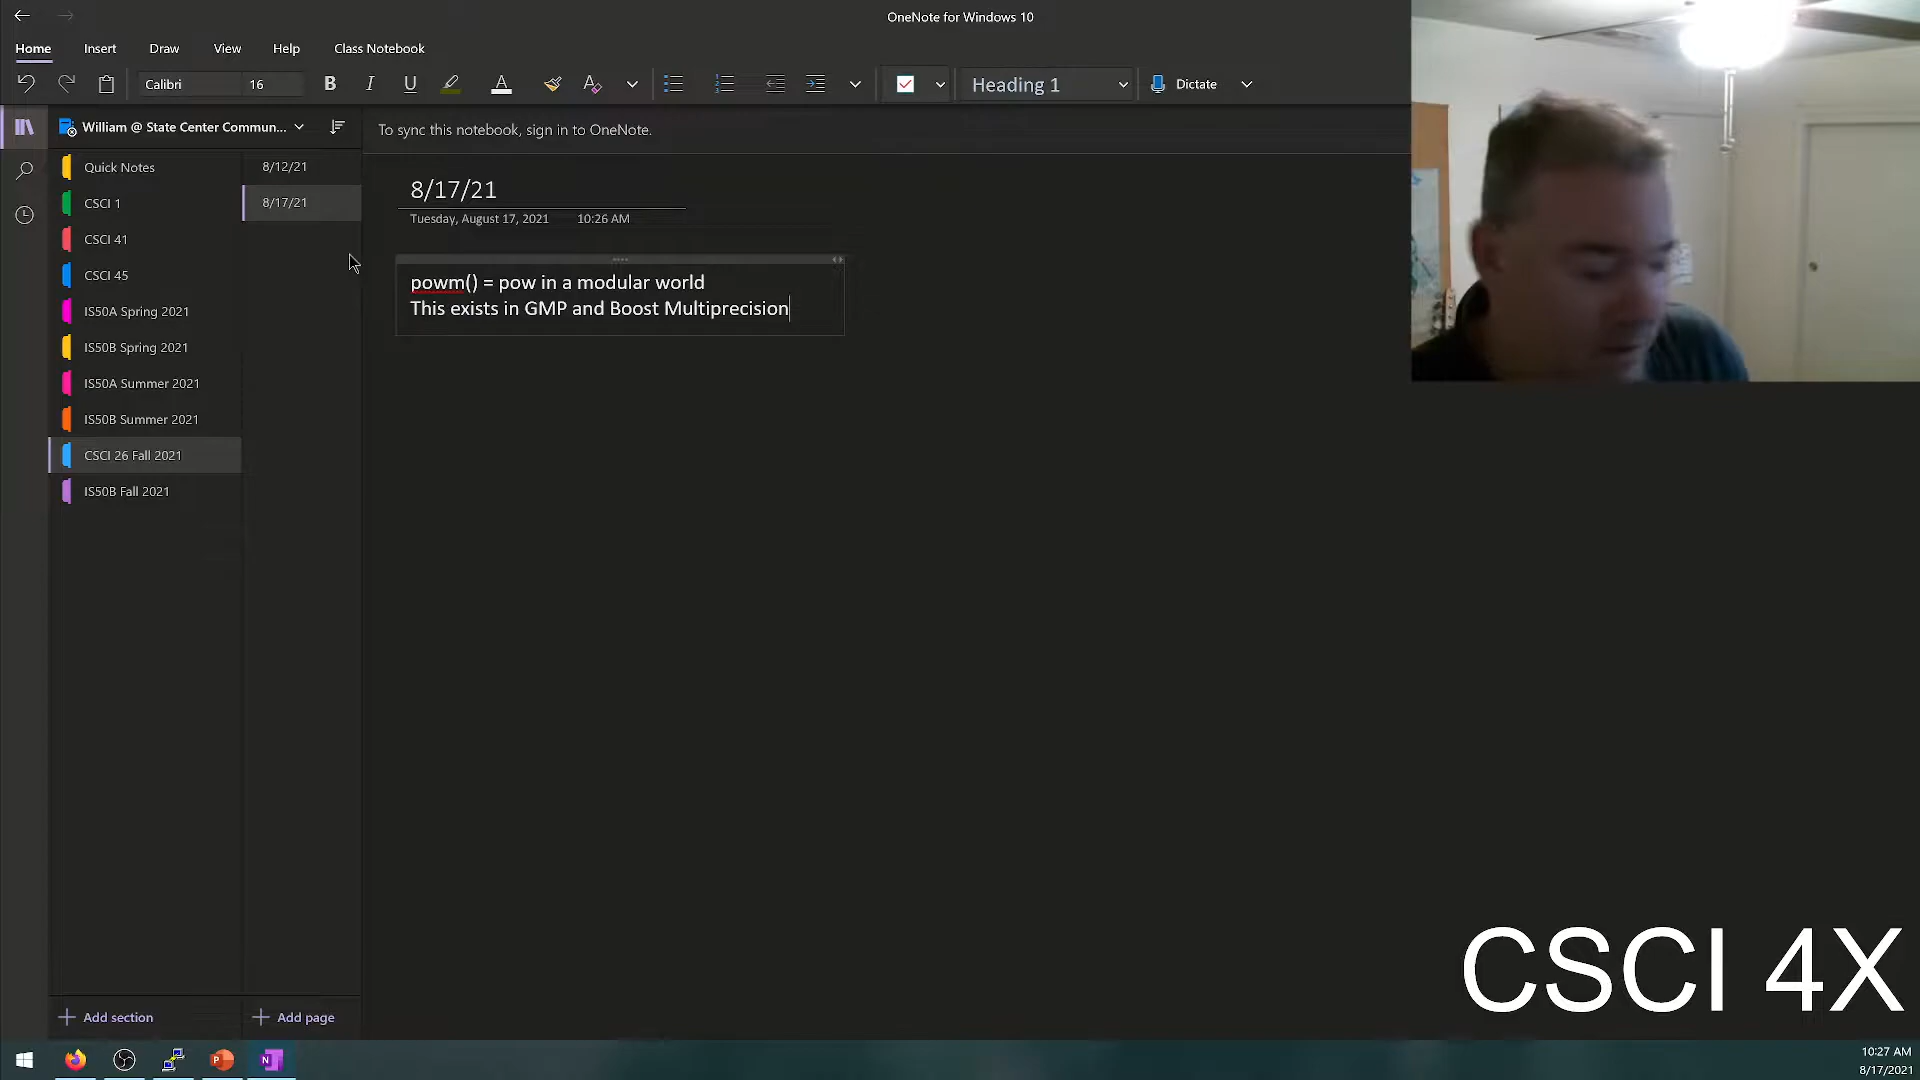 OneNote for Windows 10
Home Insert Draw View Help Class Notebook
Calibri 16 B I U A Heading 1 Dictate
William @ State Center Commun...
To sync this notebook, sign in to OneNote.
Quick Notes
CSCI 1
CSCI 41
CSCI 45
IS50A Spring 2021
IS50B Spring 2021
IS50A Summer 2021
IS50B Summer 2021
CSCI 26 Fall 2021
IS50B Fall 2021
8/12/21
8/17/21
8/17/21
Tuesday, August 17, 2021 10:26 AM
powm() = pow in a modular world
This exists in GMP and Boost Multiprecision
CSCI 4X
+ Add section
+ Add page
10:27 AM
8/17/2021